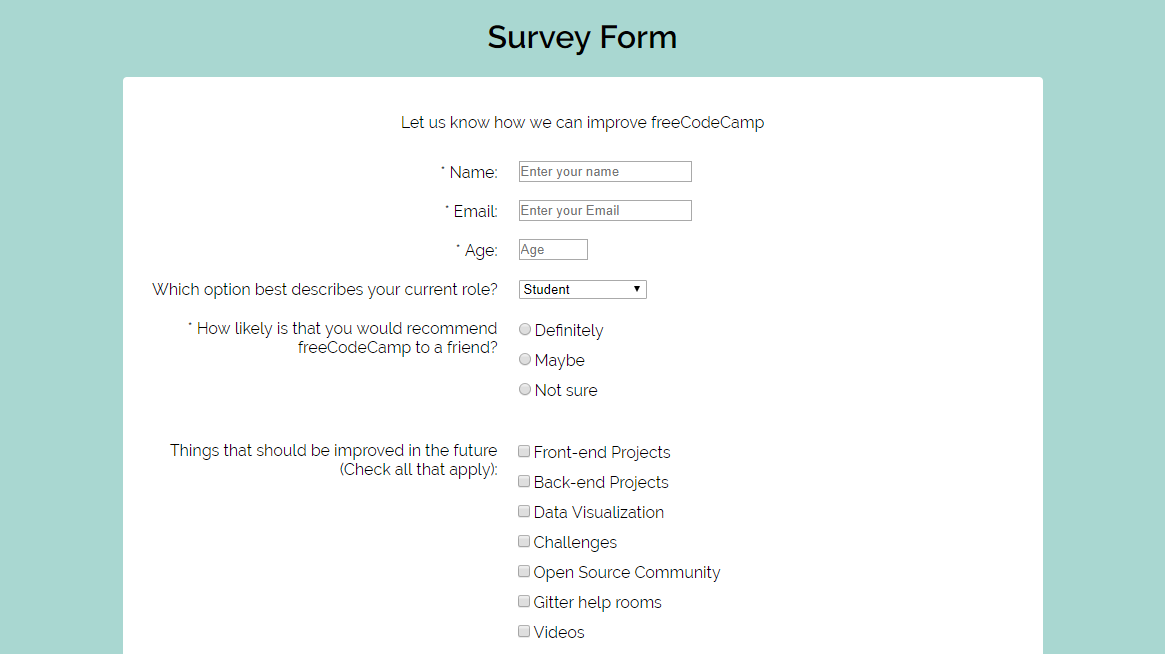 Survey Form
Let us know how we can improve freeCodeCamp
* Name: Enter your name
* Email: Enter your Email
* Age: Age
Which option best describes your current role? Student
* How likely is that you would recommend
freeCodeCamp to a friend?
Definitely
Maybe
Not sure
Things that should be improved in the future
(Check all that apply):
Front-end Projects
Back-end Projects
Data Visualization
Challenges
Open Source Community
Gitter help rooms
Videos